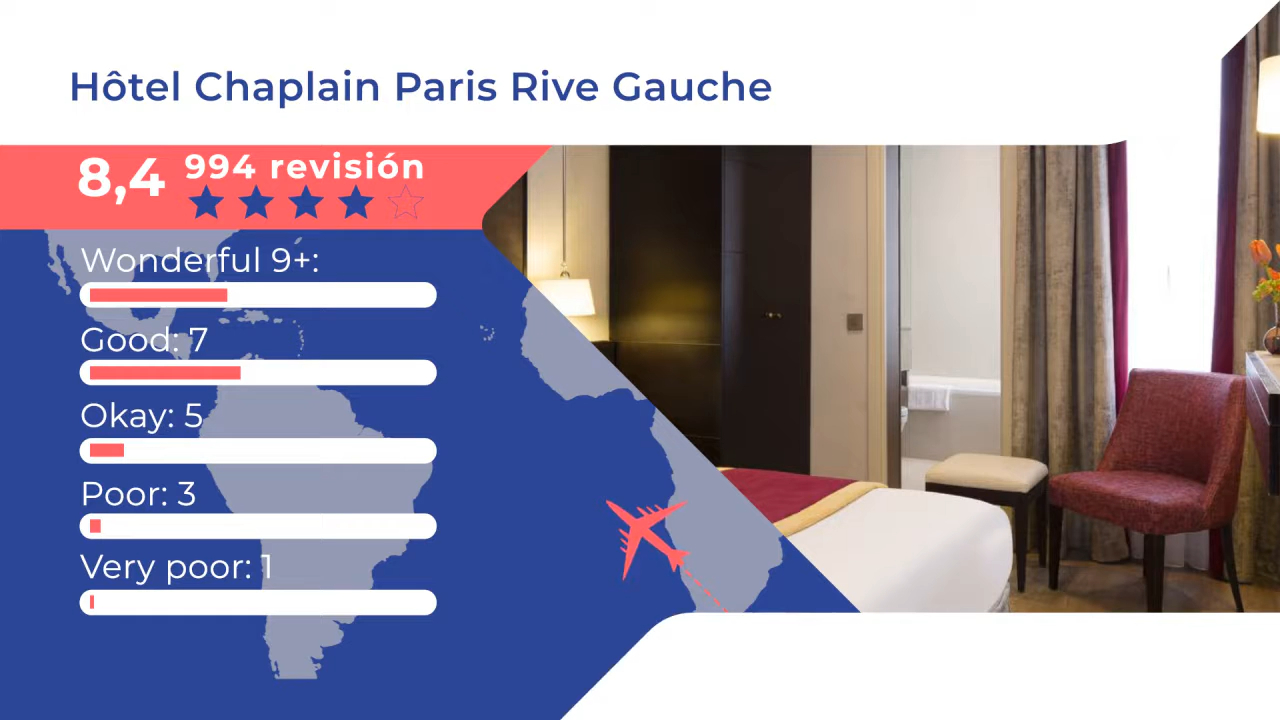 Hôtel Chaplain Paris Rive Gauche
8,4
994 revisión
Wonderful 9+:
Good: 7
Okay: 5
Poor: 3
Very poor: 1